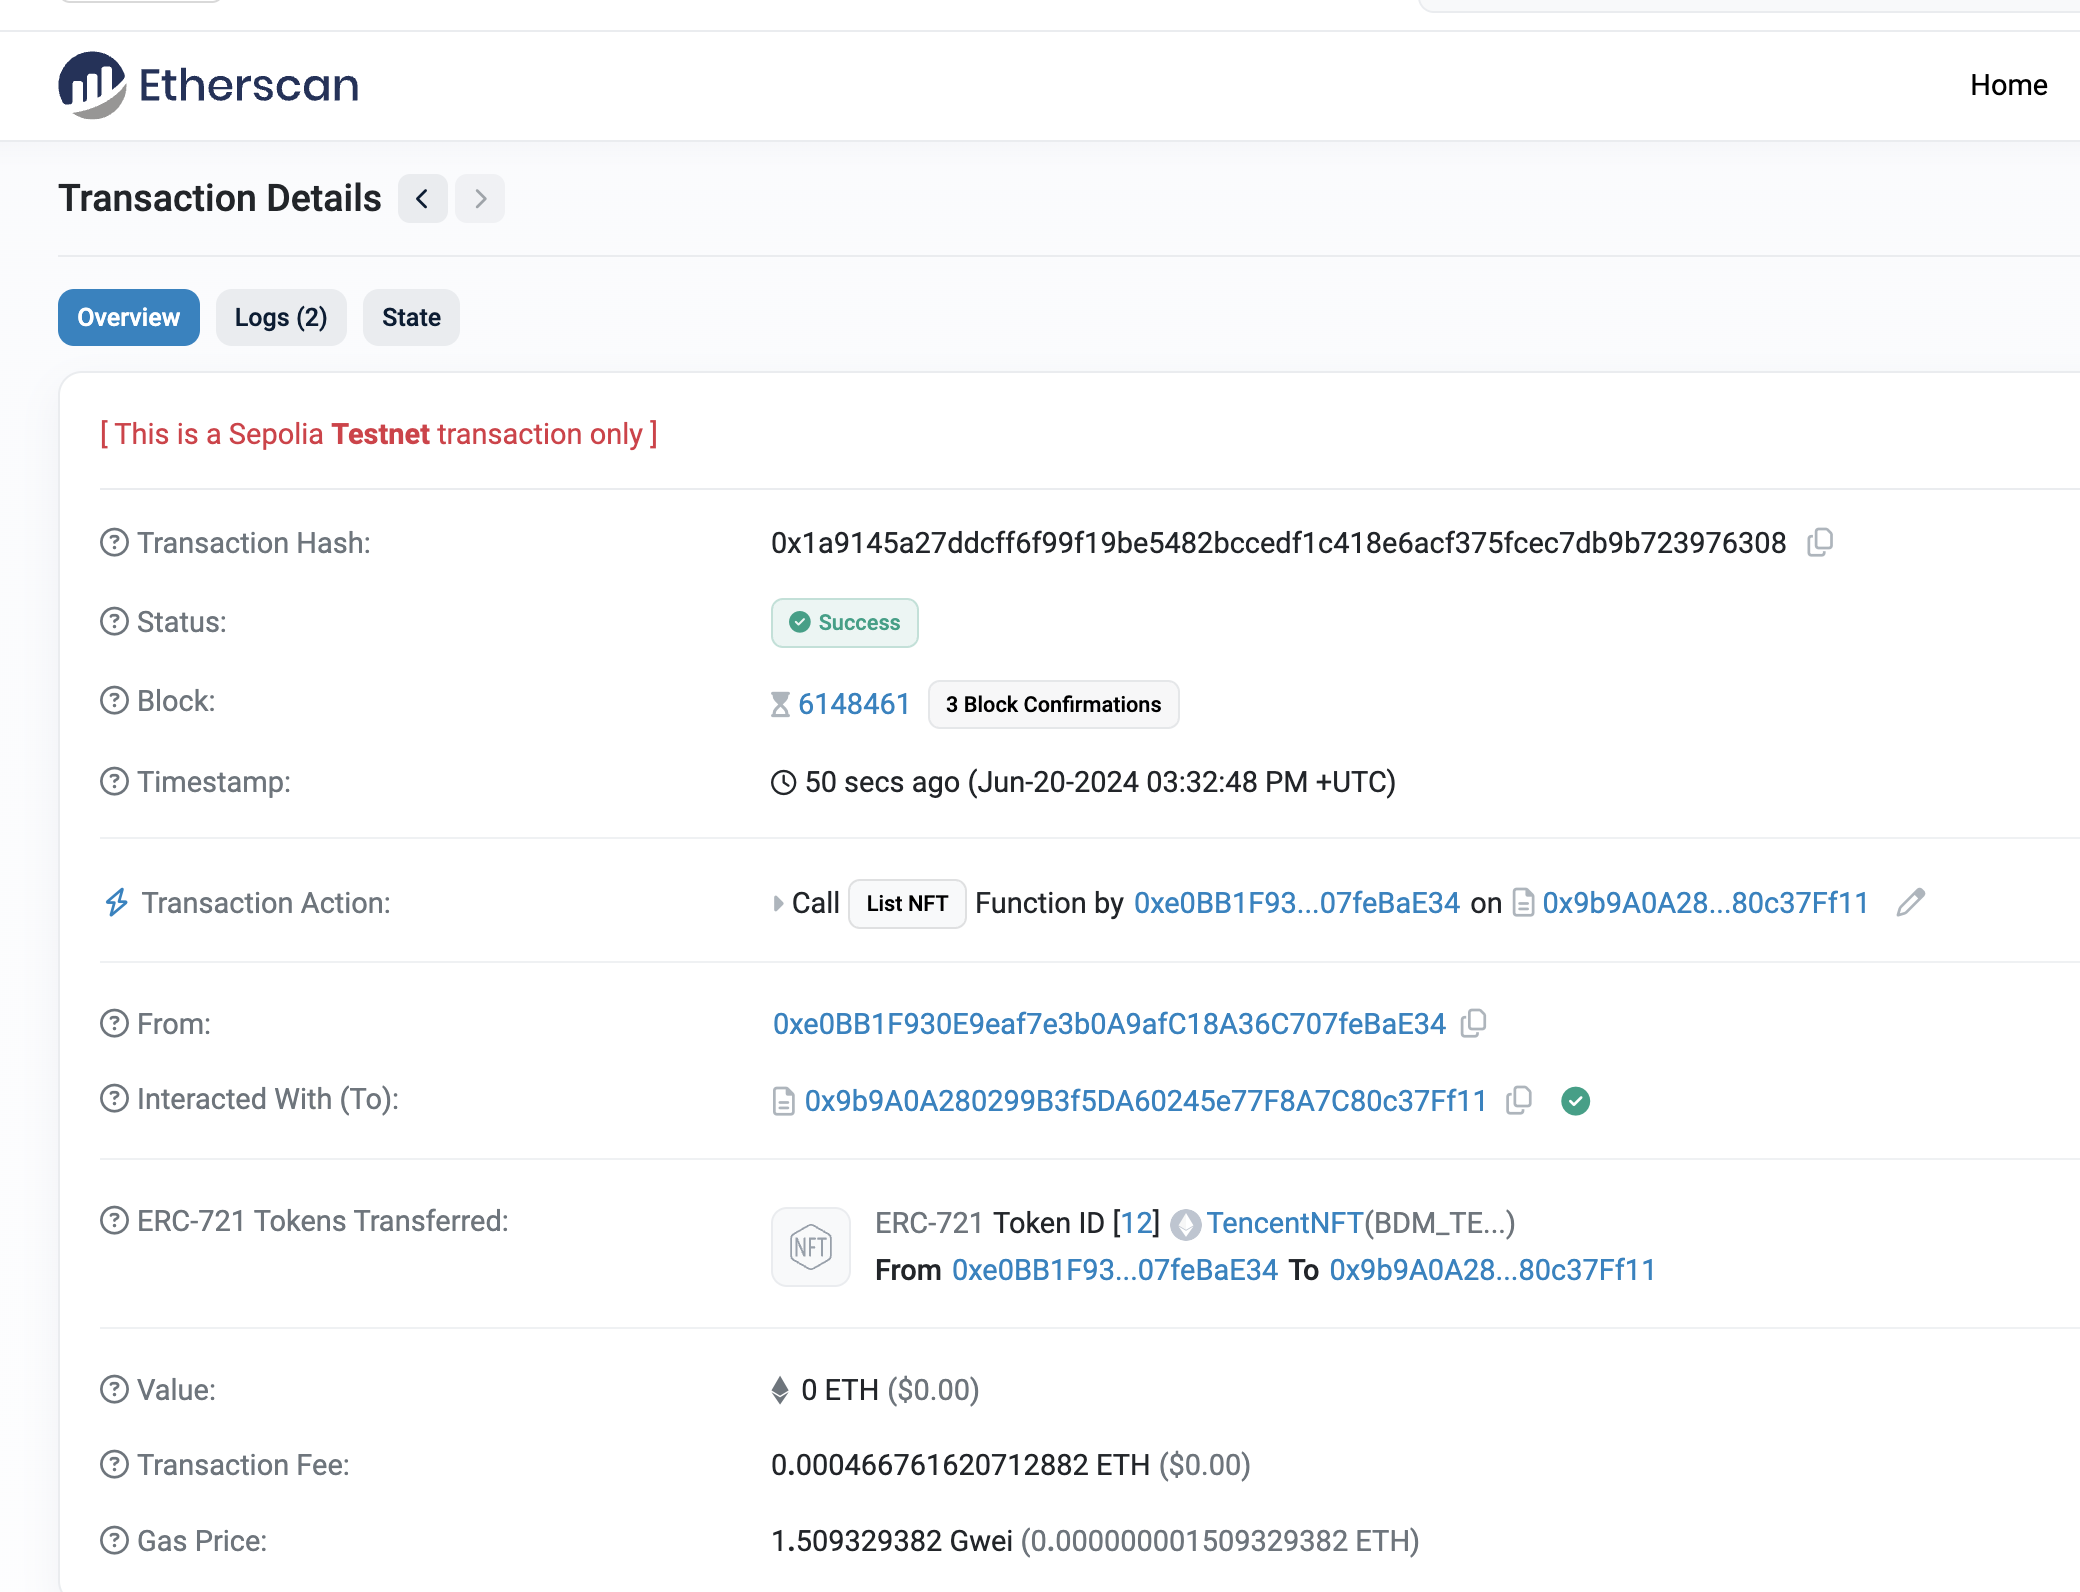 Etherscan
Home
Transaction Details
Overview
Logs (2)
State
[ This is a Sepolia Testnet transaction only ]
Transaction Hash:
0x1a9145a27ddcff6f99f19be5482bccedf1c418e6acf375fcec7db9b723976308
Status:
Success
Block:
6148461
3 Block Confirmations
Timestamp:
50 secs ago (Jun-20-2024 03:32:48 PM +UTC)
Transaction Action:
Call List NFT Function by 0xe0BB1F93...07feBaE34 on 0x9b9A0A28...80c37Ff11
From:
0xe0BB1F930E9eaf7e3b0A9afC18A36C707feBaE34
Interacted With (To):
0x9b9A0A280299B3f5DA60245e77F8A7C80c37Ff11
ERC-721 Tokens Transferred:
NFT
ERC-721 Token ID [12] TencentNFT(BDM_TE...)
From 0xe0BB1F93...07feBaE34 To 0x9b9A0A28...80c37Ff11
Value:
0 ETH ($0.00)
Transaction Fee:
0.000466761620712882 ETH ($0.00)
Gas Price:
1.509329382 Gwei (0.000000001509329382 ETH)